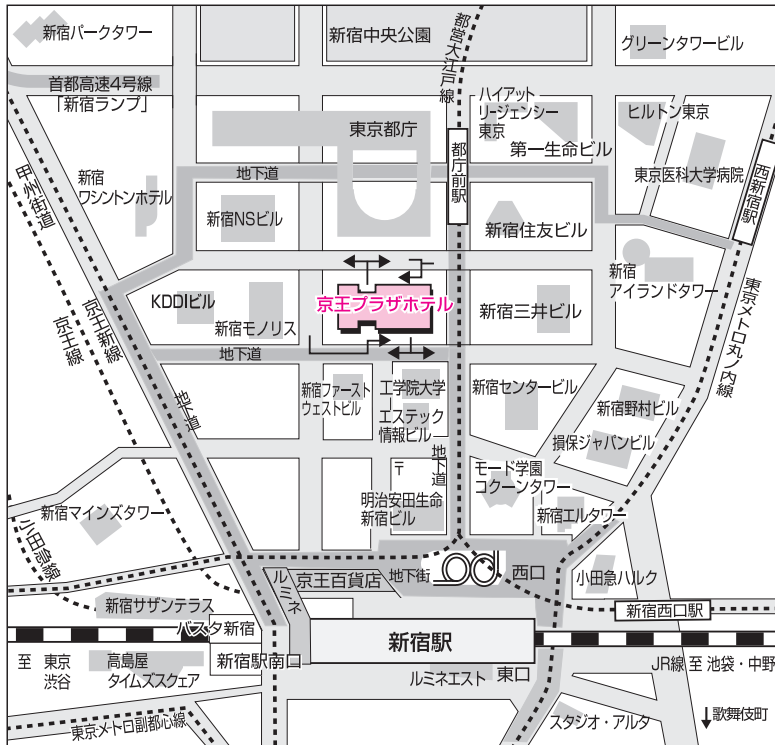 新宿パークタワー
新宿中央公園
都営大江戸線
グリーンタワービル
首都高速4号線
「新宿ランプ」
ハイアット
リージェンシー
東京
ヒルトン東京
東京都庁
第一生命ビル
都庁前駅
西新宿駅
東京医科大学病院
甲州街道
新宿
ワシントンホテル
地下道
新宿NSビル
新宿住友ビル
新宿
アイランドタワー
京王新線
京王線
KDDIビル
新宿モノリス
京王プラザホテル
新宿三井ビル
東京メトロ丸ノ内線
地下道
地下道
新宿ファースト
ウェストビル
工学院大学
エステック
情報ビル
新宿センタービル
新宿野村ビル
損保ジャパンビル
地下道
〒
モード学園
コクーンタワー
明治安田生命
新宿ビル
新宿エルタワー
新宿マインズタワー
小田急線
ルミネ
京王百貨店
地下街
西口
小田急ハルク
新宿サザンテラス
バスタ新宿
新宿西口駅
新宿駅
至 東京
渋谷
高島屋
タイムズスクェア
新宿駅南口
ルミネエスト
東口
JR線 至 池袋・中野
東京メトロ副都心線
スタジオ・アルタ
歌舞伎町